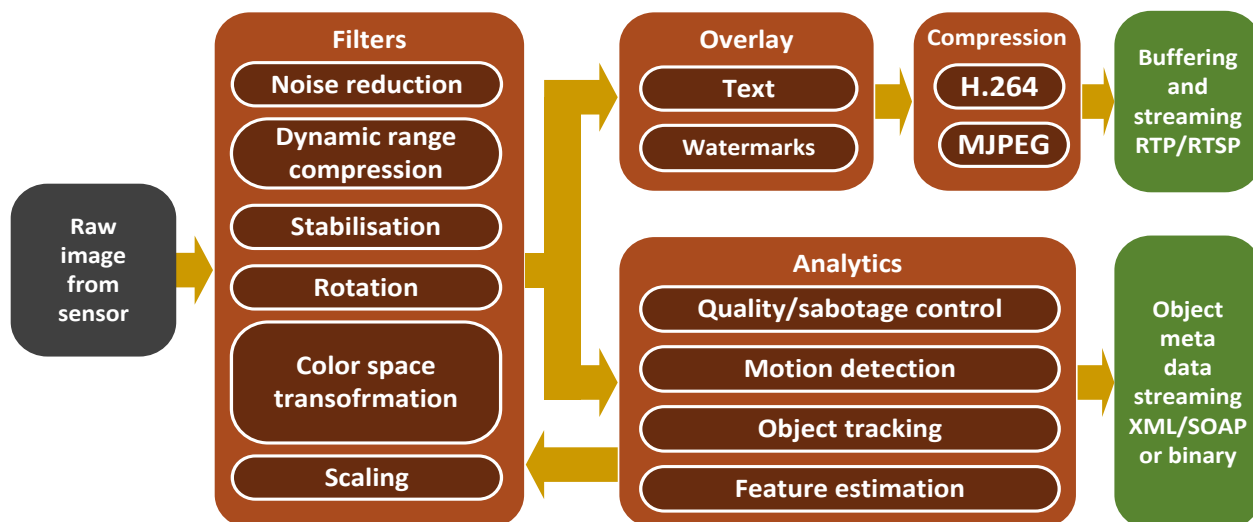 Raw
image
from
sensor
Filters
Noise reduction
Dynamic range
compression
Stabilisation
Rotation
Color space
transofrmation
Scaling
Overlay
Text
Watermarks
Compression
H.264
MJPEG
Buffering
and
streaming
RTP/RTSP
Analytics
Quality/sabotage control
Motion detection
Object tracking
Feature estimation
Object
meta
data
streaming
XML/SOAP
or binary